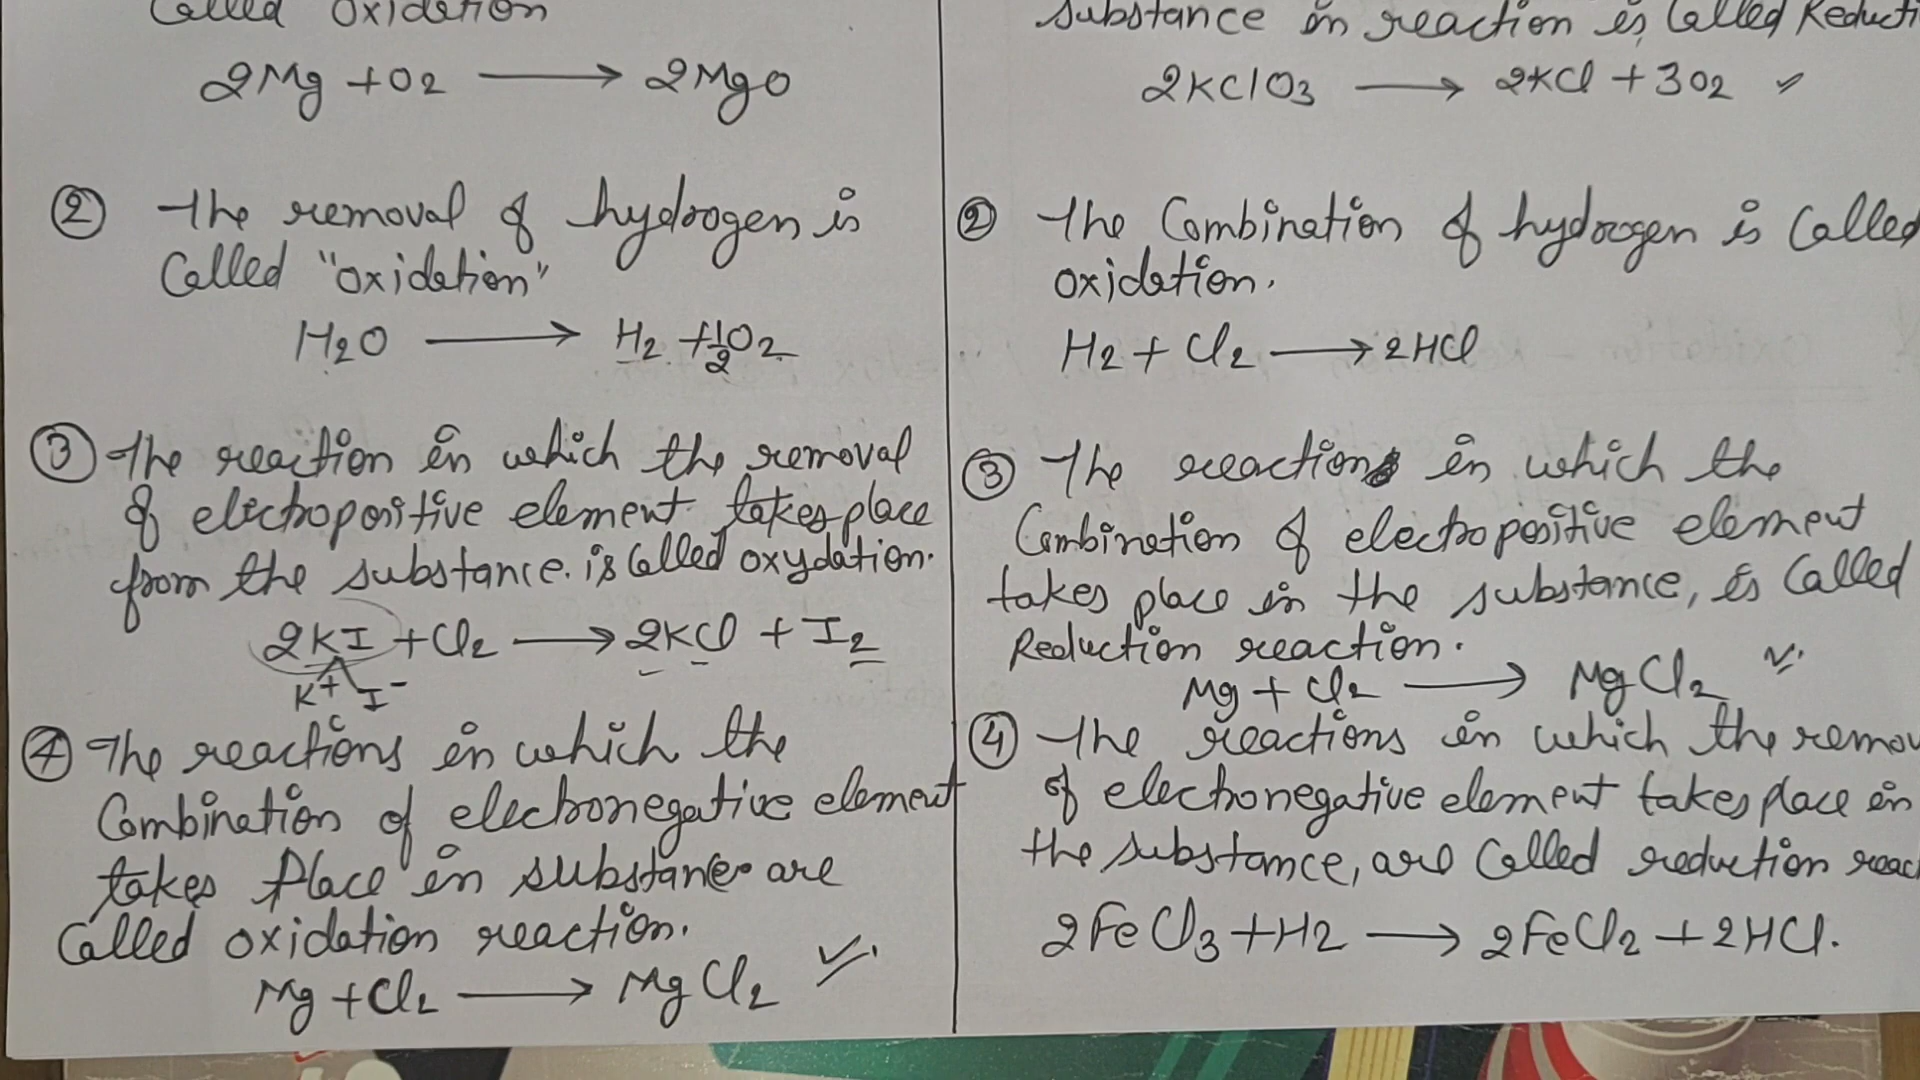 Called Oxidation
2Mg + O2 → 2MgO
② The removal of hydrogen is
Called "oxidation"
H2O → H2 + 1/2 O2
③ The reaction in which the removal
of electropositive element takes place
from the substance. is Called oxydation.
2KI + Cl2 → 2KCl + I2
K+ I-
④ The reactions in which the
Combination of electronegative element
takes Place in substance are
Called oxidation reaction.
Mg + Cl2 → MgCl2
substance in reaction is Called Reducti
2KClO3 → 2KCl + 3O2
② The Combination of hydrogen is Called
oxidation.
H2 + Cl2 → 2HCl
③ The reactions in which the
Combination of electropositive element
takes place in the substance, is Called
Reduction reaction.
Mg + Cl2 → MgCl2
④ The reactions in which the remov
of electronegative element takes place in
the substance, are Called reduction reac
2FeCl3 + H2 → 2FeCl2 + 2HCl.